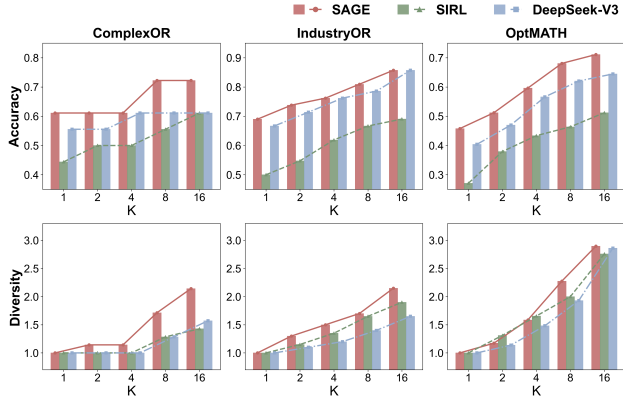 SAGE SIRL DeepSeek-V3
ComplexOR IndustryOR OptMATH
Accuracy
0.8 0.7 0.6 0.5 0.4
1 2 4 8 16
K
0.9 0.8 0.7 0.6 0.5
1 2 4 8 16
K
0.7 0.6 0.5 0.4 0.3
1 2 4 8 16
K
Diversity
3.0 2.5 2.0 1.5 1.0
1 2 4 8 16
K
3.0 2.5 2.0 1.5 1.0
1 2 4 8 16
K
3.0 2.5 2.0 1.5 1.0
1 2 4 8 16
K